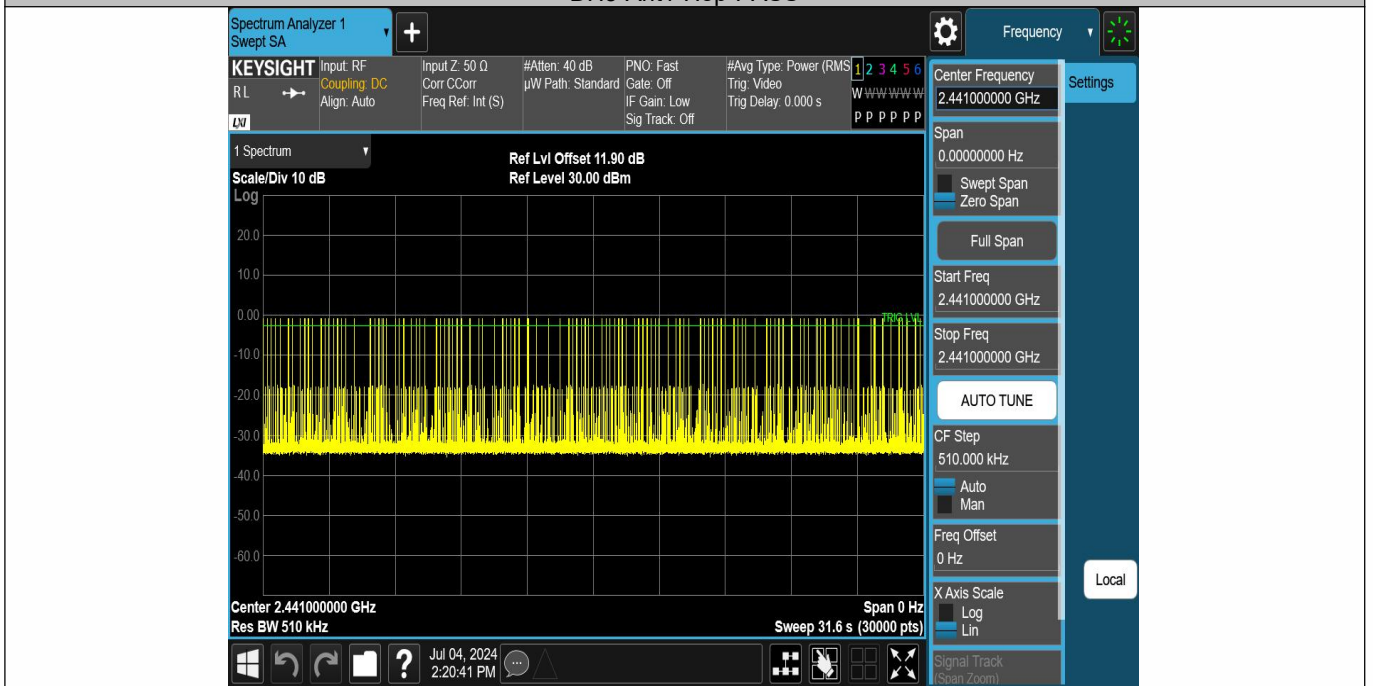 Spectrum Analyzer 1
Swept SA
+
Frequency
KEYSIGHT
RL
LXI
Input: RF
Coupling: DC
Align: Auto
Input Z: 50 Ω
Corr CCorr
Freq Ref: Int (S)
#Atten: 40 dB
µW Path: Standard
PNO: Fast
Gate: Off
IF Gain: Low
Sig Track: Off
#Avg Type: Power (RMS
Trig: Video
Trig Delay: 0.000 s
1 2 3 4 5 6
W W W W W W
P P P P P P
1 Spectrum
Scale/Div 10 dB
Log
Ref Lvl Offset 11.90 dB
Ref Level 30.00 dBm
20.0
10.0
0.00
TRIG LVL
-10.0
-20.0
-30.0
-40.0
-50.0
-60.0
Center 2.441000000 GHz
Res BW 510 kHz
Span 0 Hz
Sweep 31.6 s (30000 pts)
Center Frequency
2.441000000 GHz
Settings
Span
0.00000000 Hz
Swept Span
Zero Span
Full Span
Start Freq
2.441000000 GHz
Stop Freq
2.441000000 GHz
AUTO TUNE
CF Step
510.000 kHz
Auto
Man
Freq Offset
0 Hz
Local
X Axis Scale
Log
Lin
Signal Track
(Span Zoom)
?
Jul 04, 2024
2:20:41 PM